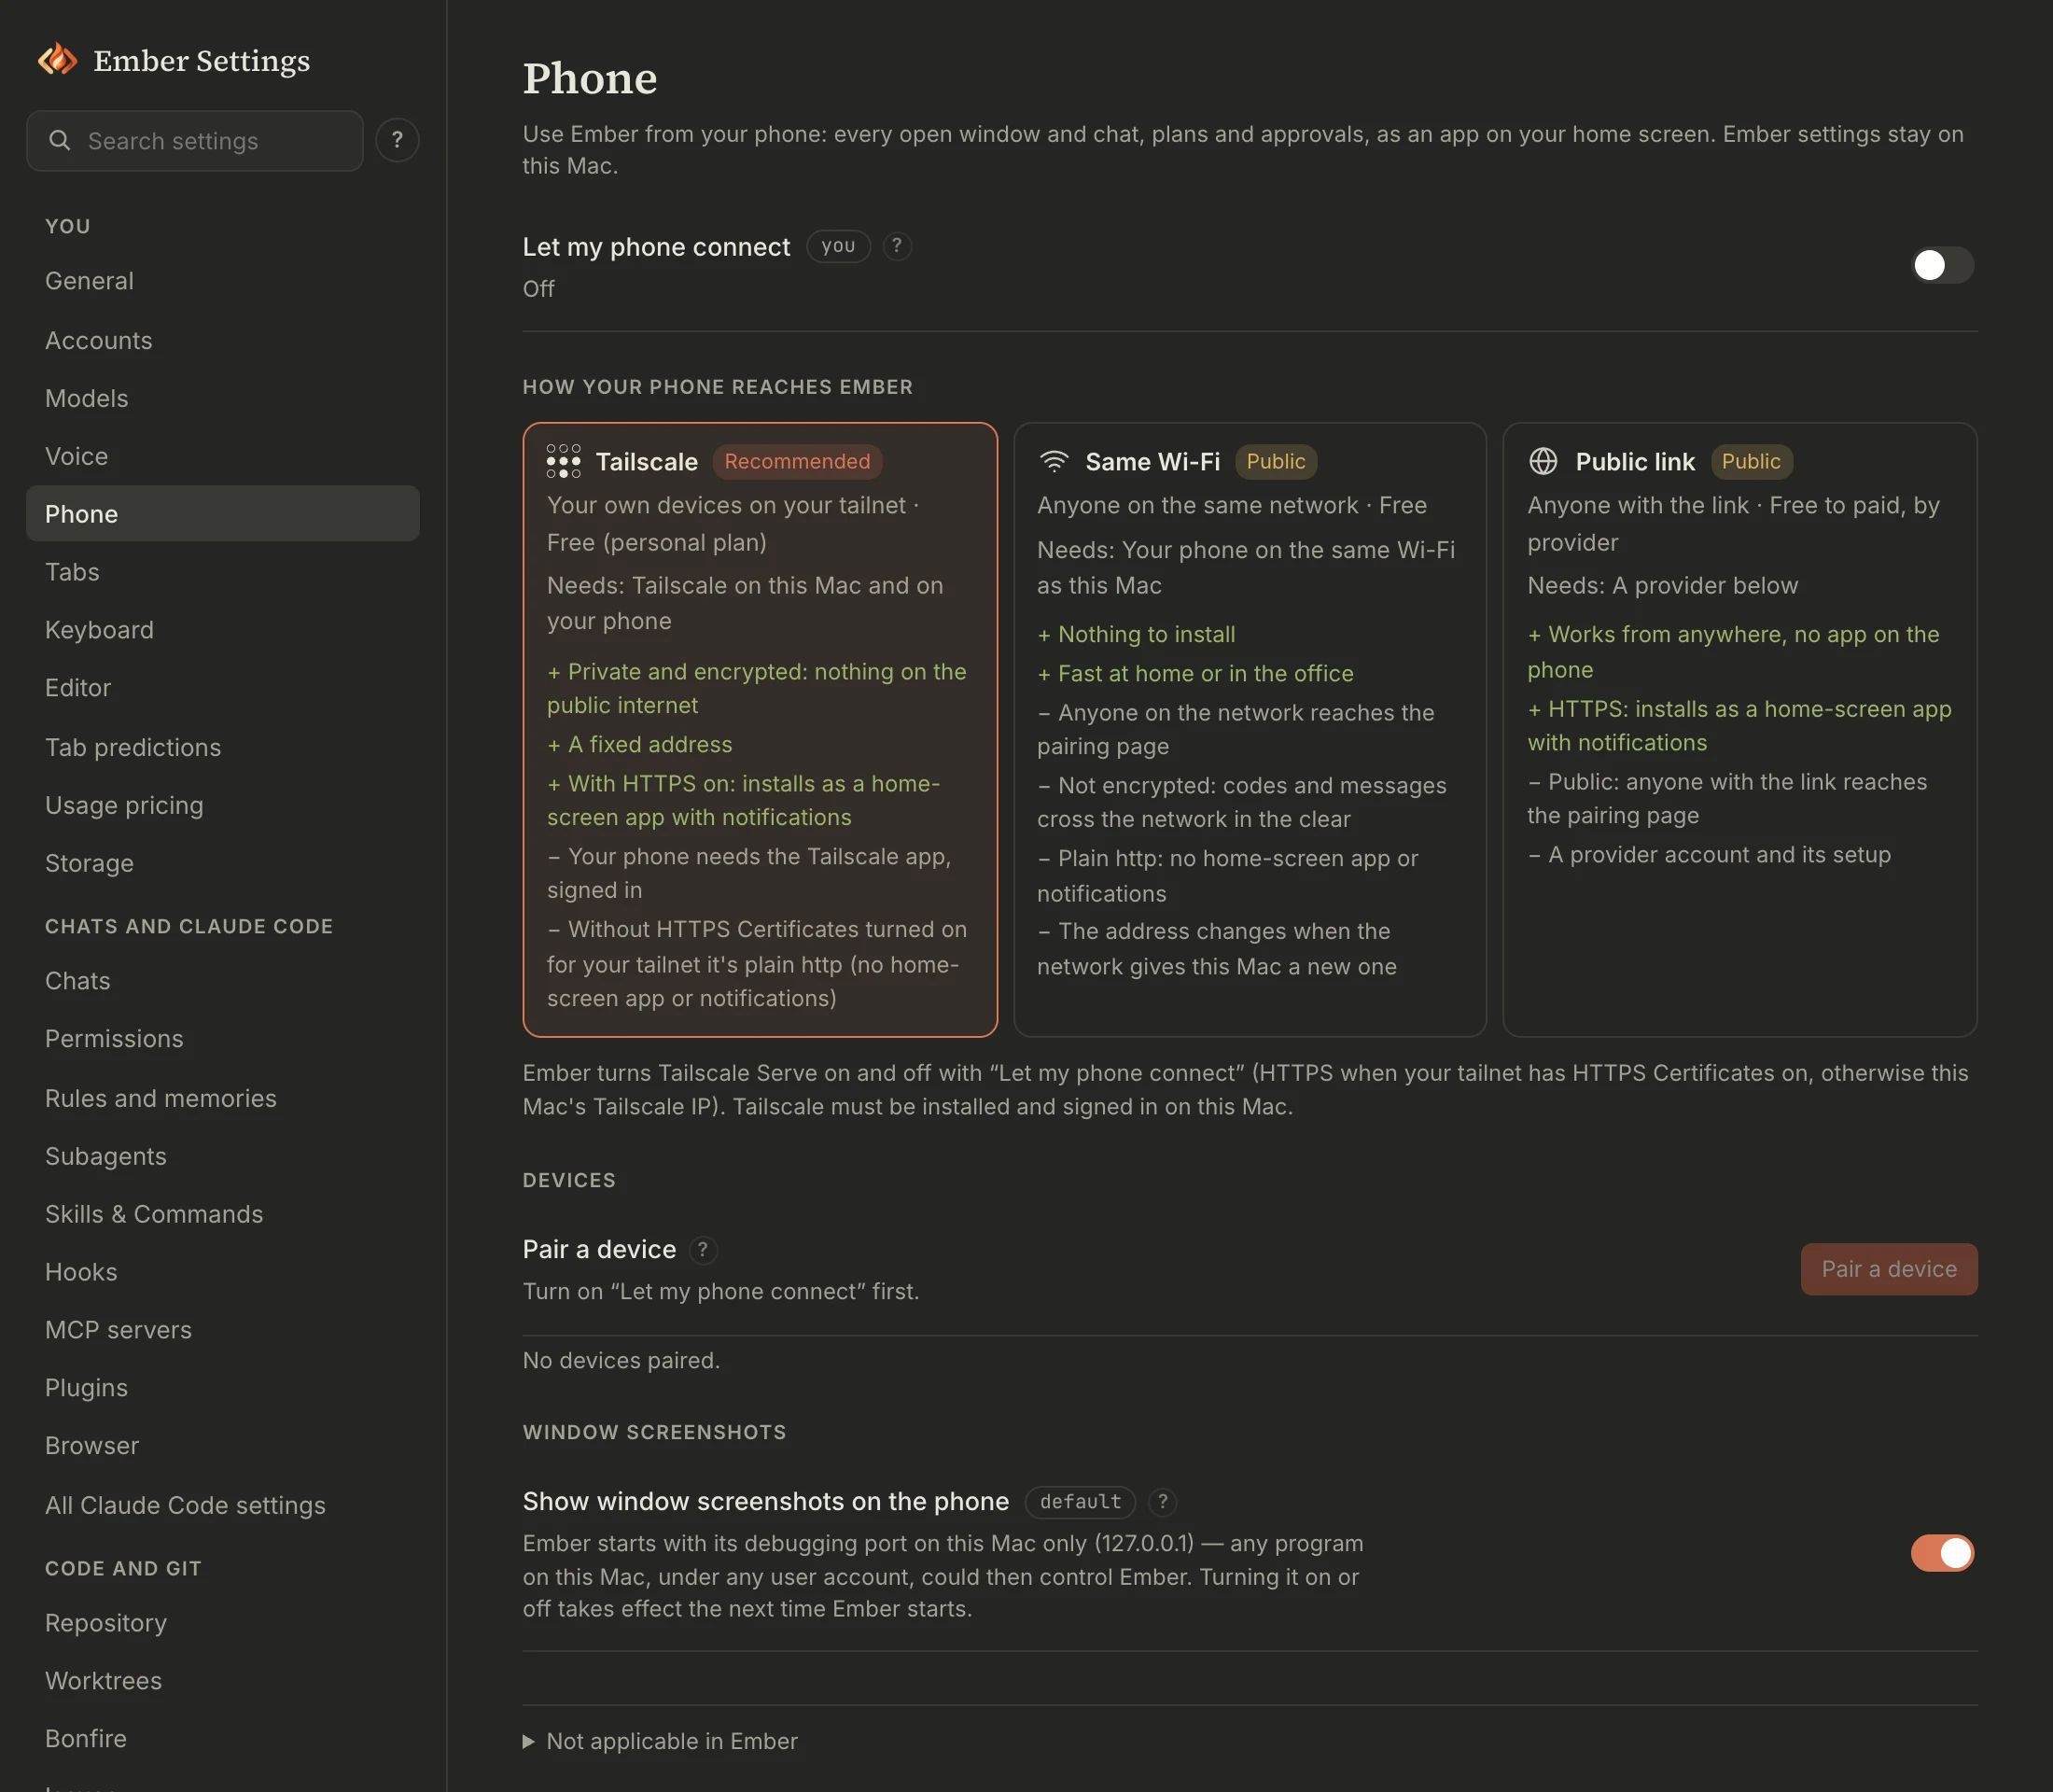 Ember Settings
Search settings
?
YOU
General
Accounts
Models
Voice
Phone
Tabs
Keyboard
Editor
Tab predictions
Usage pricing
Storage
CHATS AND CLAUDE CODE
Chats
Permissions
Rules and memories
Subagents
Skills & Commands
Hooks
MCP servers
Plugins
Browser
All Claude Code settings
CODE AND GIT
Repository
Worktrees
Bonfire
Phone
Use Ember from your phone: every open window and chat, plans and approvals, as an app on your home screen. Ember settings stay on
this Mac.
Let my phone connect you ?
Off
HOW YOUR PHONE REACHES EMBER
Tailscale Recommended
Your own devices on your tailnet ·
Free (personal plan)
Needs: Tailscale on this Mac and on
your phone
+ Private and encrypted: nothing on the
public internet
+ A fixed address
+ With HTTPS on: installs as a home-
screen app with notifications
– Your phone needs the Tailscale app,
signed in
– Without HTTPS Certificates turned on
for your tailnet it's plain http (no home-
screen app or notifications)
Same Wi-Fi Public
Anyone on the same network · Free
Needs: Your phone on the same Wi-Fi
as this Mac
+ Nothing to install
+ Fast at home or in the office
– Anyone on the network reaches the
pairing page
– Not encrypted: codes and messages
cross the network in the clear
– Plain http: no home-screen app or
notifications
– The address changes when the
network gives this Mac a new one
Public link Public
Anyone with the link · Free to paid, by
provider
Needs: A provider below
+ Works from anywhere, no app on the
phone
+ HTTPS: installs as a home-screen app
with notifications
– Public: anyone with the link reaches
the pairing page
– A provider account and its setup
Ember turns Tailscale Serve on and off with “Let my phone connect” (HTTPS when your tailnet has HTTPS Certificates on, otherwise this
Mac's Tailscale IP). Tailscale must be installed and signed in on this Mac.
DEVICES
Pair a device ?
Turn on “Let my phone connect” first.
Pair a device
No devices paired.
WINDOW SCREENSHOTS
Show window screenshots on the phone default ?
Ember starts with its debugging port on this Mac only (127.0.0.1) — any program
on this Mac, under any user account, could then control Ember. Turning it on or
off takes effect the next time Ember starts.
Not applicable in Ember